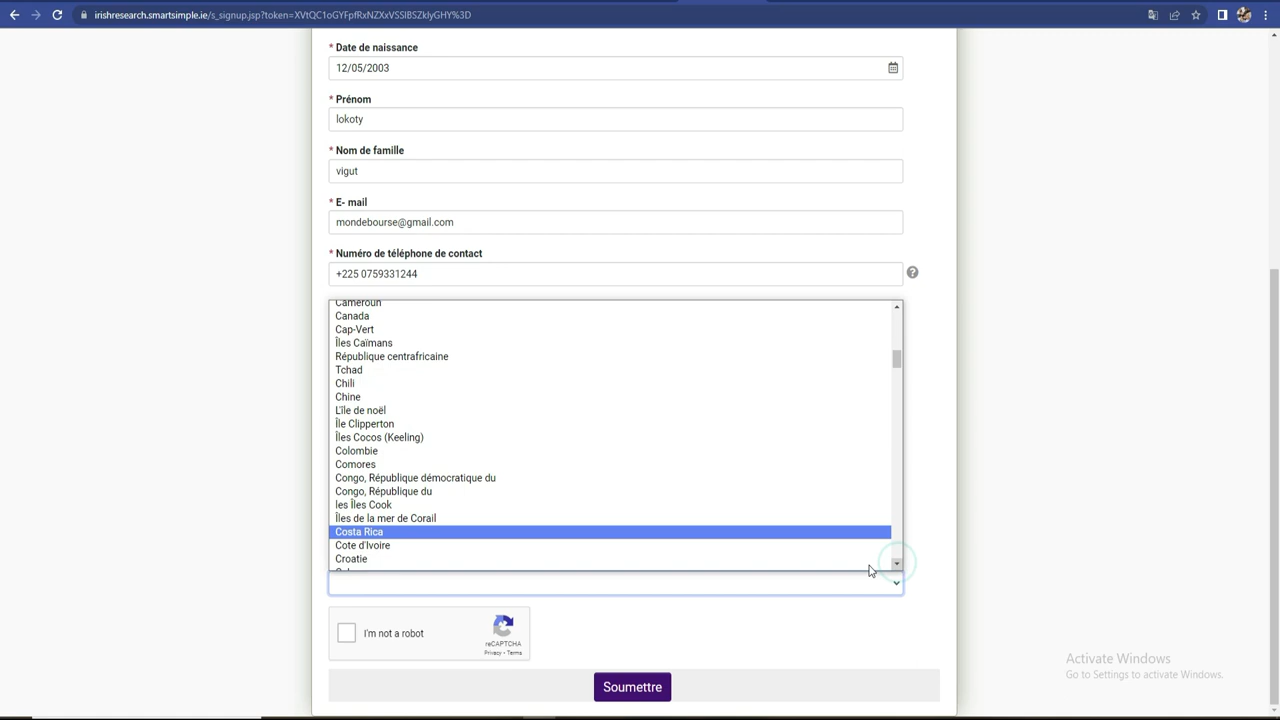 irishresearch.smartsimple.ie/s_signup.jsp?token=XVtQC1oGYFpfRxNZXxVSSlBSZklyGHY%3D
* Date de naissance
12/05/2003
* Prénom
lokoty
* Nom de famille
vigut
* E- mail
mondebourse@gmail.com
* Numéro de téléphone de contact
+225 0759331244
Cameroun
Canada
Cap-Vert
Îles Caïmans
République centrafricaine
Tchad
Chili
Chine
L'île de noël
Île Clipperton
Îles Cocos (Keeling)
Colombie
Comores
Congo, République démocratique du
Congo, République du
les Îles Cook
Îles de la mer de Corail
Costa Rica
Cote d'Ivoire
Croatie
I'm not a robot
reCAPTCHA
Privacy - Terms
Soumettre
Activate Windows
Go to Settings to activate Windows.